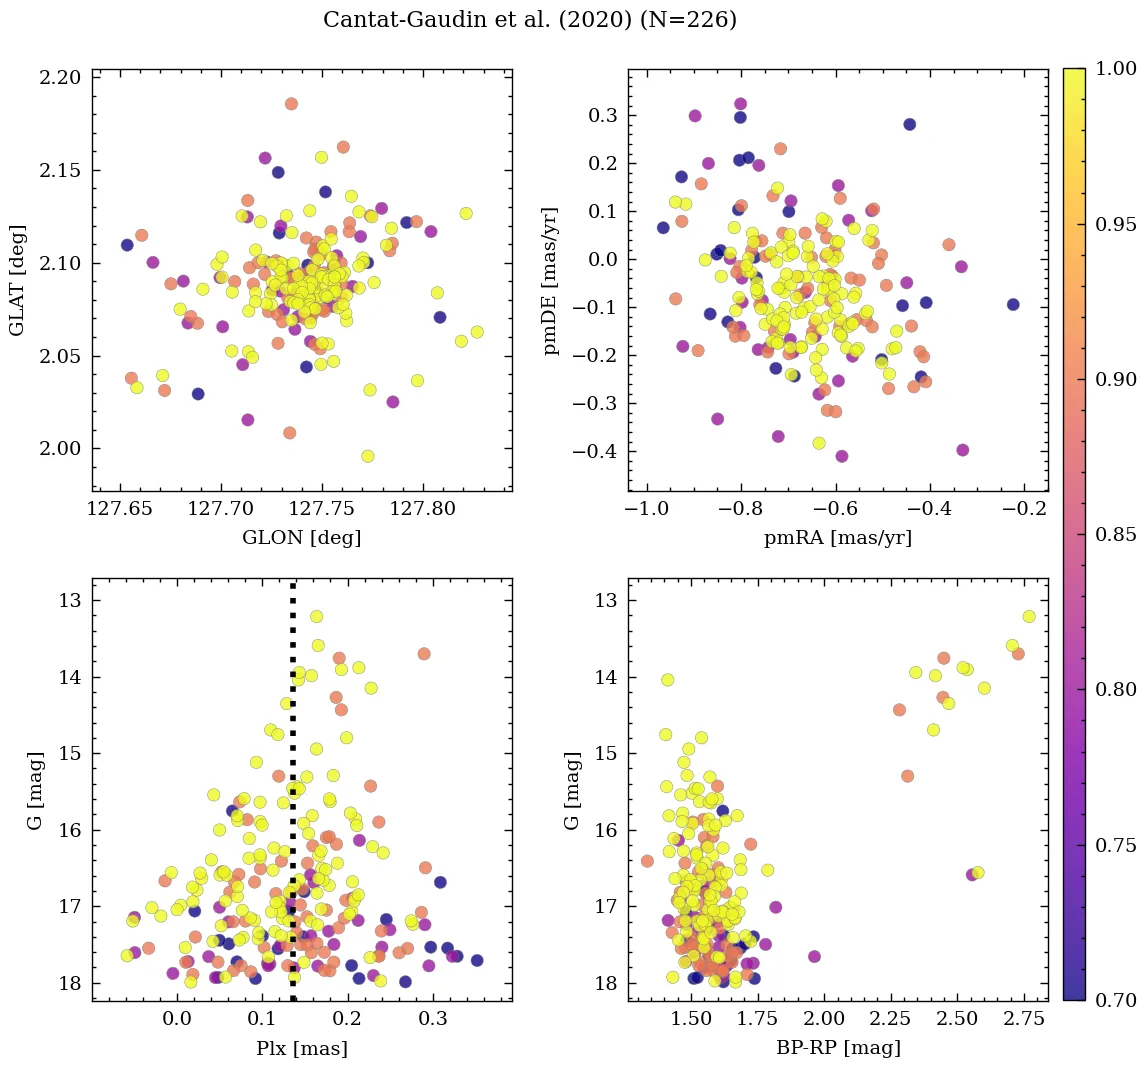 Cantat-Gaudin et al. (2020) (N=226)
2.20
2.15
2.10
2.05
2.00
GLAT [deg]
127.65 127.70 127.75 127.80
GLON [deg]
0.3
0.2
0.1
0.0
−0.1
−0.2
−0.3
−0.4
pmDE [mas/yr]
−1.0 −0.8 −0.6 −0.4 −0.2
pmRA [mas/yr]
1.00
0.95
0.90
0.85
0.80
0.75
0.70
13
14
15
16
17
18
G [mag]
0.0 0.1 0.2 0.3
Plx [mas]
13
14
15
16
17
18
G [mag]
1.50 1.75 2.00 2.25 2.50 2.75
BP-RP [mag]